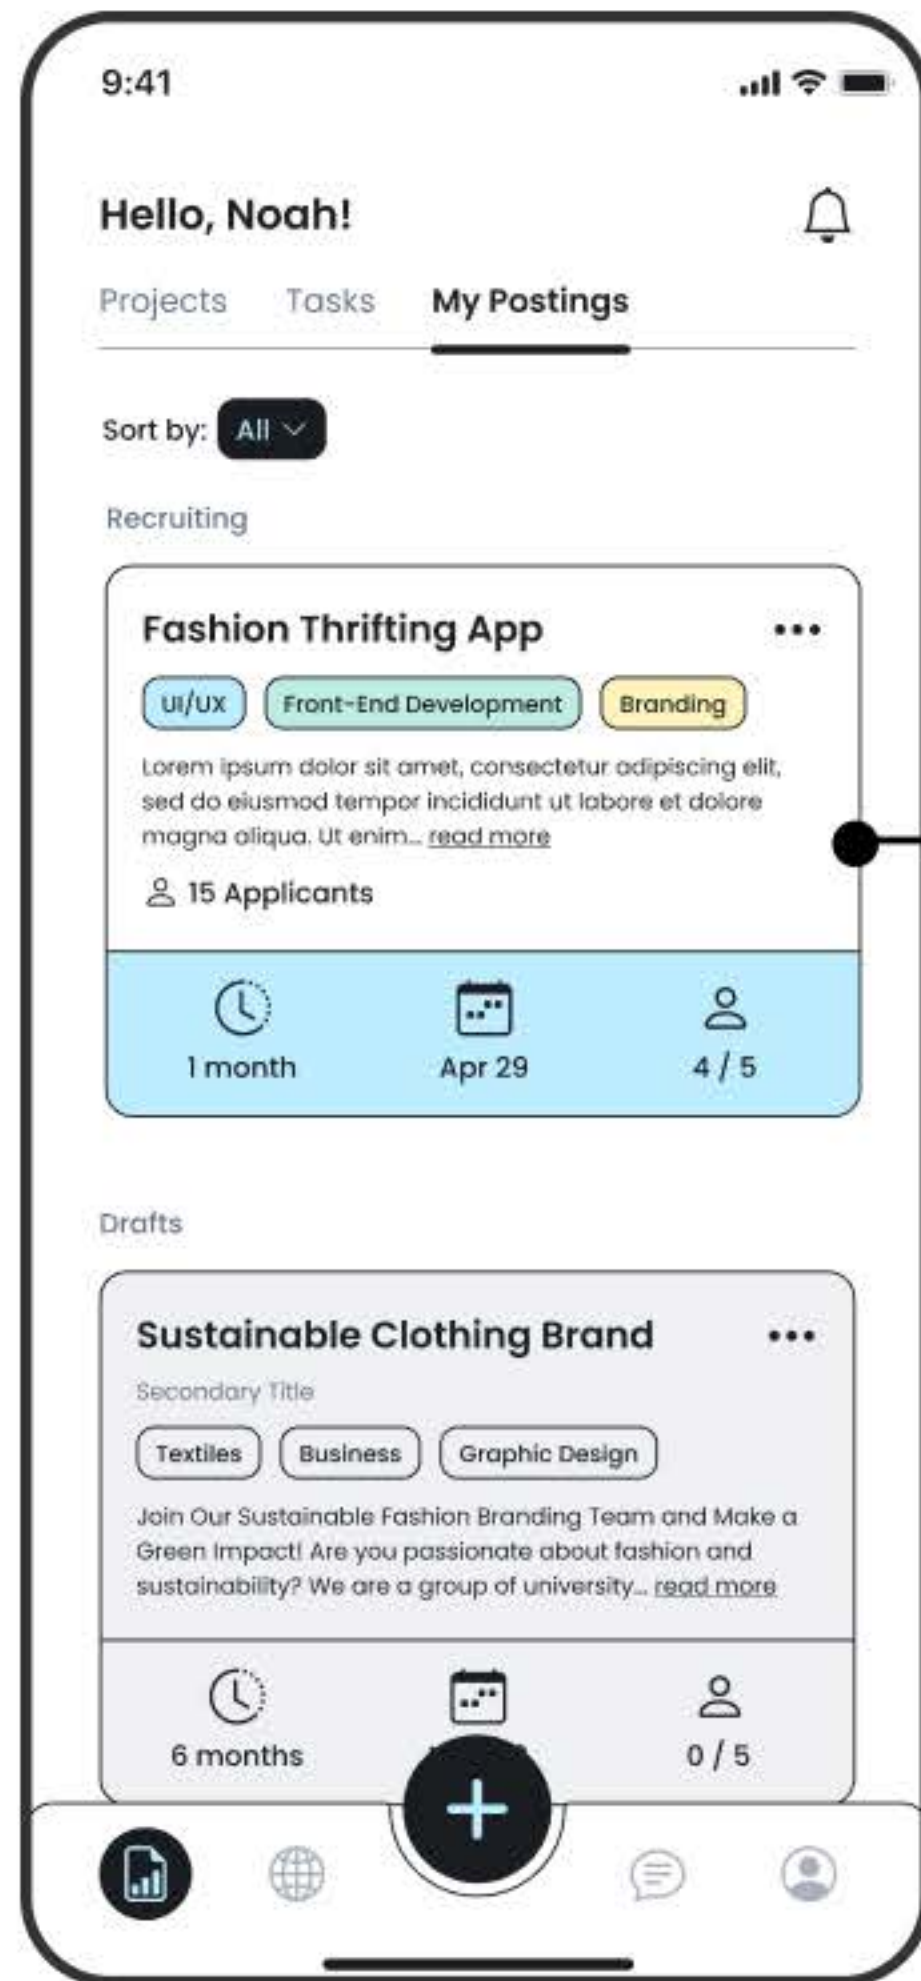 9:41
Hello, Noah!
Projects Tasks My Postings
Sort by: All
Recruiting
Fashion Thrifting App
UI/UX Front-End Development Branding
Lorem ipsum dolor sit amet, consectetur adipiscing elit,
sed do eiusmod tempor incididunt ut labore et dolore
magna aliqua. Ut enim... read more
15 Applicants
1 month Apr 29 4 / 5
Drafts
Sustainable Clothing Brand
Secondary Title
Textiles Business Graphic Design
Join Our Sustainable Fashion Branding Team and Make a
Green Impact! Are you passionate about fashion and
sustainability? We are a group of university... read more
6 months 0 / 5